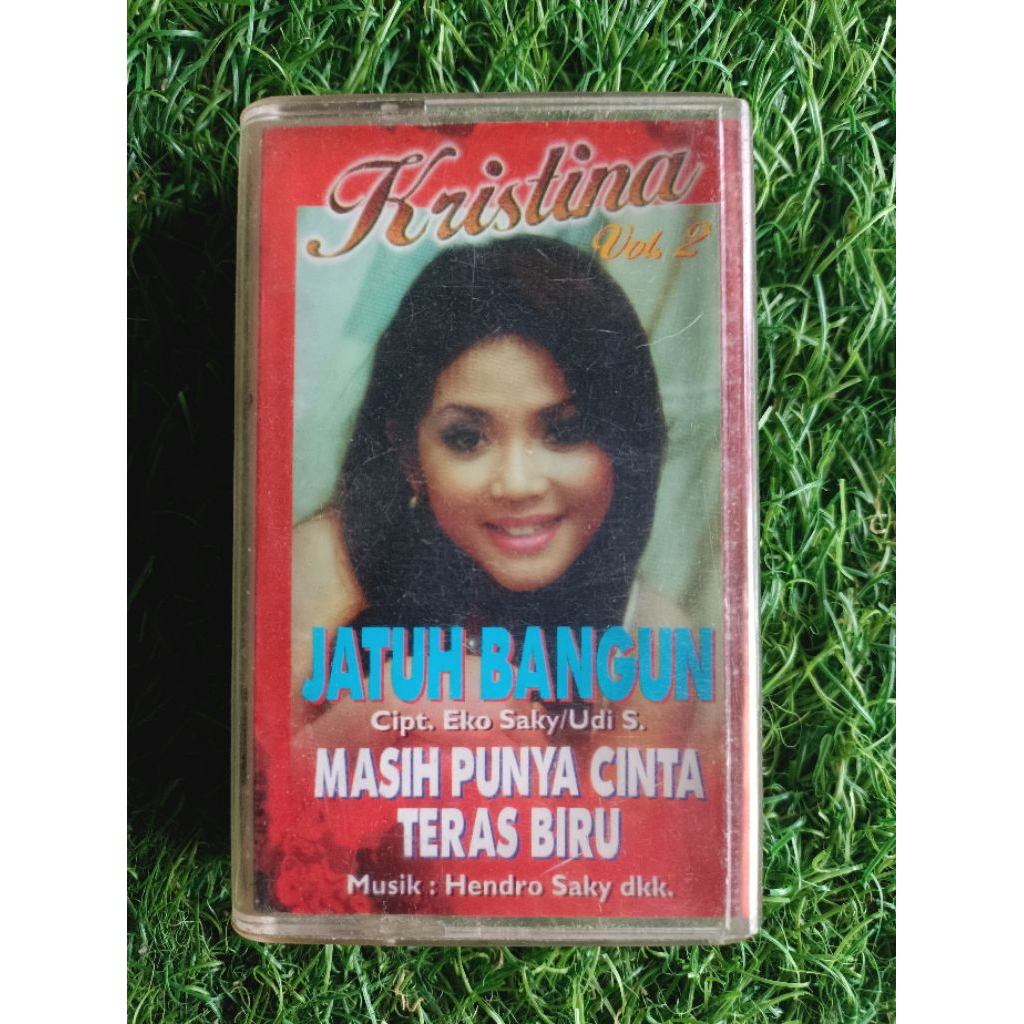 Kristina
Vol. 2
JATUH BANGUN
Cipt. Eko Saky/Udi S.
MASIH PUNYA CINTA
TERAS BIRU
Musik : Hendro Saky dkk.